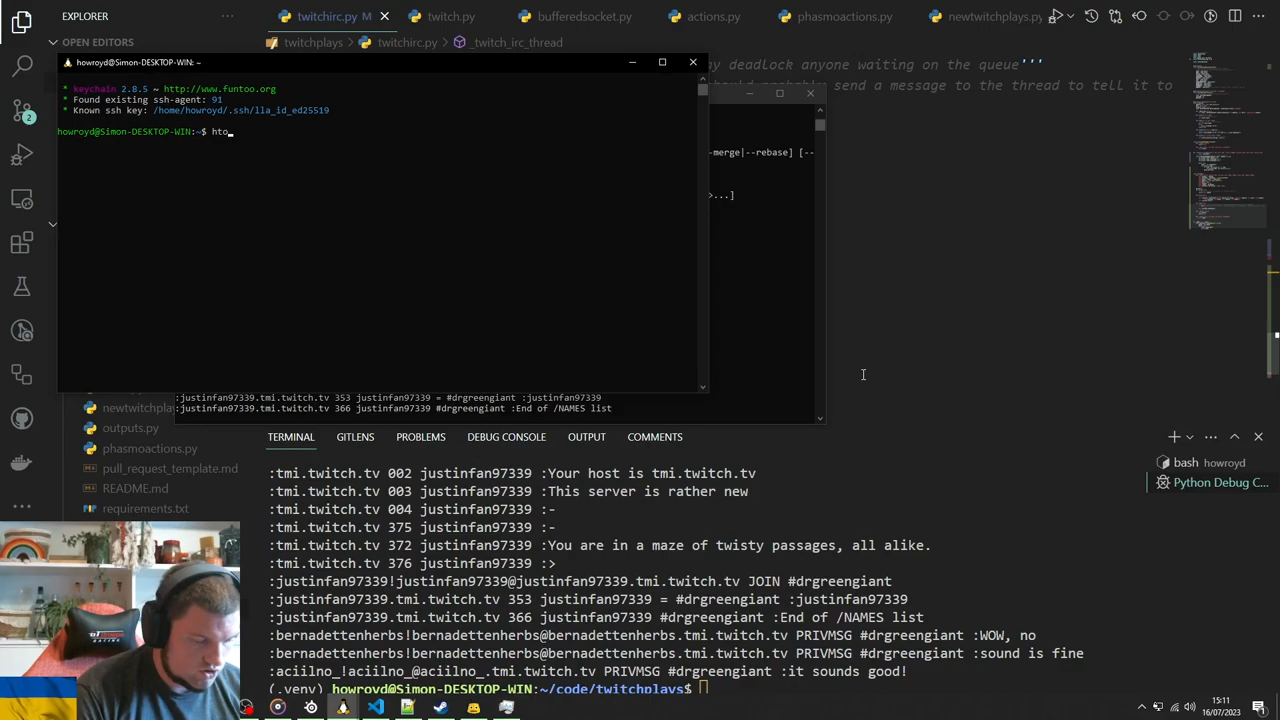 EXPLORER
twitchirc.py M
twitch.py
bufferedsocket.py
actions.py
phasmoactions.py
newtwitchplays.py
OPEN EDITORS
twitchplays > twitchirc.py > _twitch_irc_thread
howroyd@Simon-DESKTOP-WIN: ~
y deadlock anyone waiting on the queue'''
send a message to the thread to tell it to
* keychain 2.8.5 ~ http://www.funtoo.org
* Found existing ssh-agent: 91
* Known ssh key: /home/howroyd/.ssh/lla_id_ed25519
howroyd@Simon-DESKTOP-WIN:~$ hto_
-merge|--rebase] [--
>...]
:justinfan97339.tmi.twitch.tv 353 justinfan97339 = #drgreengiant :justinfan97339
:justinfan97339.tmi.twitch.tv 366 justinfan97339 #drgreengiant :End of /NAMES list
newtwitchpla
outputs.py
phasmoactions.py
pull_request_template.md
README.md
requirements.txt
TERMINAL
GITLENS
PROBLEMS
DEBUG CONSOLE
OUTPUT
COMMENTS
bash howroyd
Python Debug C...
:tmi.twitch.tv 002 justinfan97339 :Your host is tmi.twitch.tv
:tmi.twitch.tv 003 justinfan97339 :This server is rather new
:tmi.twitch.tv 004 justinfan97339 :-
:tmi.twitch.tv 375 justinfan97339 :-
:tmi.twitch.tv 372 justinfan97339 :You are in a maze of twisty passages, all alike.
:tmi.twitch.tv 376 justinfan97339 :>
:justinfan97339!justinfan97339@justinfan97339.tmi.twitch.tv JOIN #drgreengiant
:justinfan97339.tmi.twitch.tv 353 justinfan97339 = #drgreengiant :justinfan97339
:justinfan97339.tmi.twitch.tv 366 justinfan97339 #drgreengiant :End of /NAMES list
:bernadettenherbs!bernadettenherbs@bernadettenherbs.tmi.twitch.tv PRIVMSG #drgreengiant :WOW, no
:bernadettenherbs!bernadettenherbs@bernadettenherbs.tmi.twitch.tv PRIVMSG #drgreengiant :sound is fine
:aciilno_!aciilno_@aciilno_.tmi.twitch.tv PRIVMSG #drgreengiant :it sounds good!
(.venv) howroyd@Simon-DESKTOP-WIN:~/code/twitchplays$
15:11
16/07/2023